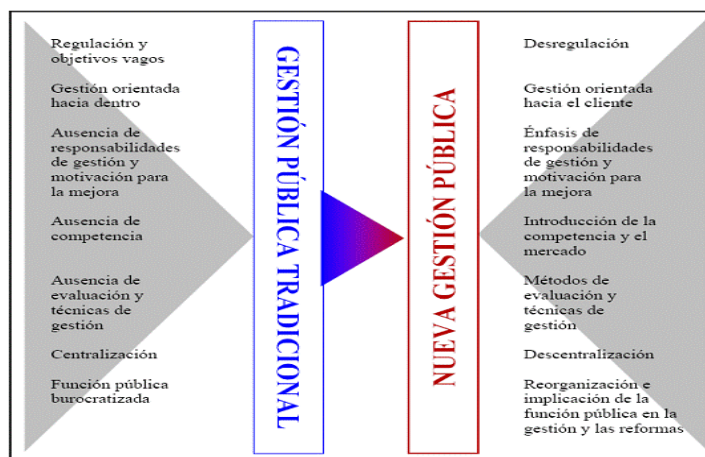 Regulación y
objetivos vagos
Gestión orientada
hacia dentro
Ausencia de
responsabilidades
de gestión y
motivación para
la mejora
Ausencia de
competencia
Ausencia de
evaluación y
técnicas de
gestión
Centralización
Función pública
burocratizada
GESTIÓN PÚBLICA TRADICIONAL
NUEVA GESTIÓN PÚBLICA
Desregulación
Gestión orientada
hacia el cliente
Énfasis de
responsabilidades
de gestión y
motivación para
la mejora
Introducción de la
competencia y el
mercado
Métodos de
evaluación y
técnicas de
gestión
Descentralización
Reorganización e
implicación de la
función pública en la
gestión y las reformas